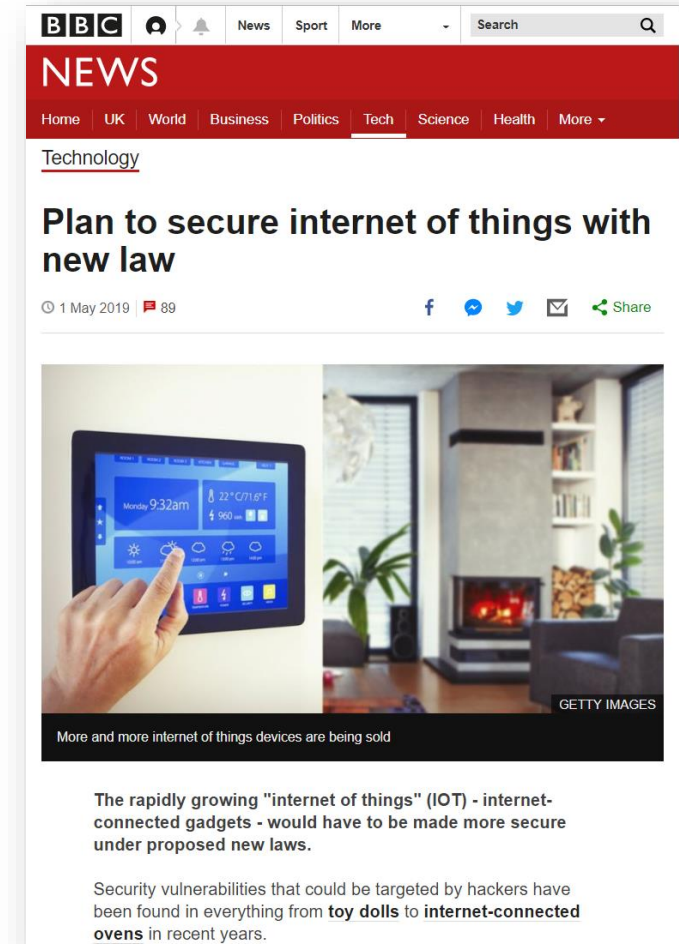 BBC News Sport More Search
NEWS
Home UK World Business Politics Tech Science Health More
Technology
Plan to secure internet of things with
new law
1 May 2019 89 Share
Monday 9:32am
22°C/71.6°F
960
GETTY IMAGES
More and more internet of things devices are being sold
The rapidly growing "internet of things" (IOT) - internet-
connected gadgets - would have to be made more secure
under proposed new laws.
Security vulnerabilities that could be targeted by hackers have
been found in everything from toy dolls to internet-connected
ovens in recent years.